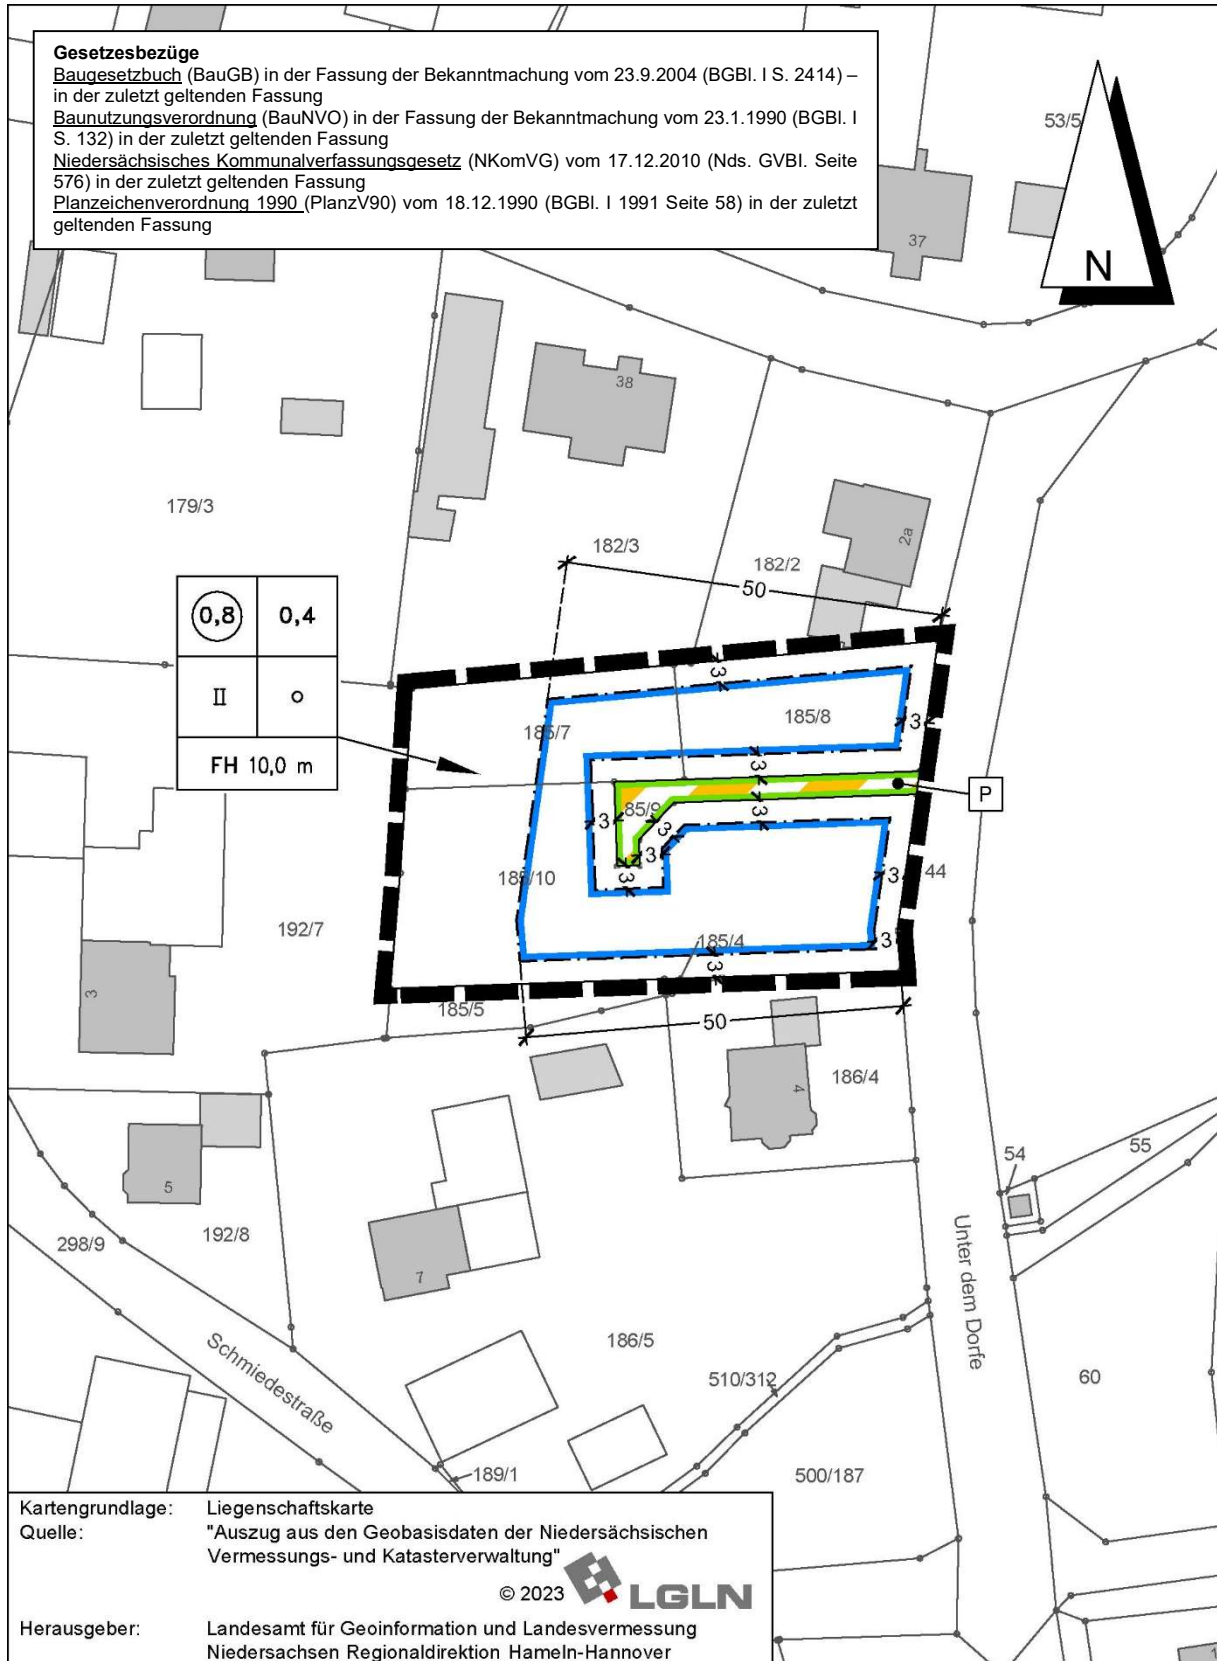 Gesetzesbezüge
Baugesetzbuch (BauGB) in der Fassung der Bekanntmachung vom 23.9.2004 (BGBl. I S. 2414) –
in der zuletzt geltenden Fassung
Baunutzungsverordnung (BauNVO) in der Fassung der Bekanntmachung vom 23.1.1990 (BGBl. I
S. 132) in der zuletzt geltenden Fassung
Niedersächsisches Kommunalverfassungsgesetz (NKomVG) vom 17.12.2010 (Nds. GVBl. Seite
576) in der zuletzt geltenden Fassung
Planzeichenverordnung 1990 (PlanzV90) vom 18.12.1990 (BGBl. I 1991 Seite 58) in der zuletzt
geltenden Fassung
53/5
37
N
38
179/3
2a
182/3
182/2
50
0,8 0,4
II o
FH 10,0 m
3
185/8
3
185/7
3
P
85/9
3
3
3
3
3
3
44
185/10
192/7
185/4
3
3
3
185/5
50
4
186/4
54
55
5
192/8
298/9
7
Unter dem Dorfe
186/5
Schmiedestraße
510/312
60
189/1
500/187
Kartengrundlage: Liegenschaftskarte
Quelle: "Auszug aus den Geobasisdaten der Niedersächsischen
Vermessungs- und Katasterverwaltung"
© 2023 LGLN
Herausgeber: Landesamt für Geoinformation und Landesvermessung
Niedersachsen Regionaldirektion Hameln-Hannover